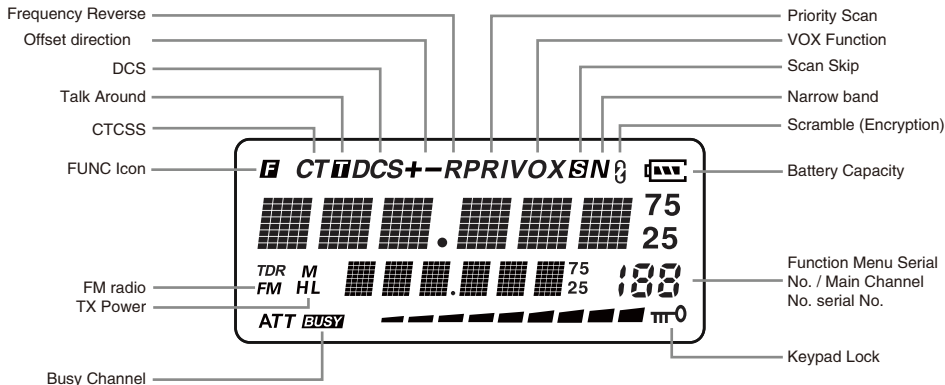 Frequency Reverse
Offset direction
DCS
Talk Around
CTCSS
FUNC Icon
FM radio
TX Power
Busy Channel
Priority Scan
VOX Function
Scan Skip
Narrow band
Scramble (Encryption)
Battery Capacity
Function Menu Serial
No. / Main Channel
No. serial No.
Keypad Lock
F CT T DCS+-RPRIVOX S N
75
25
TDR M
FM HL
75
25
188
ATT BUSY